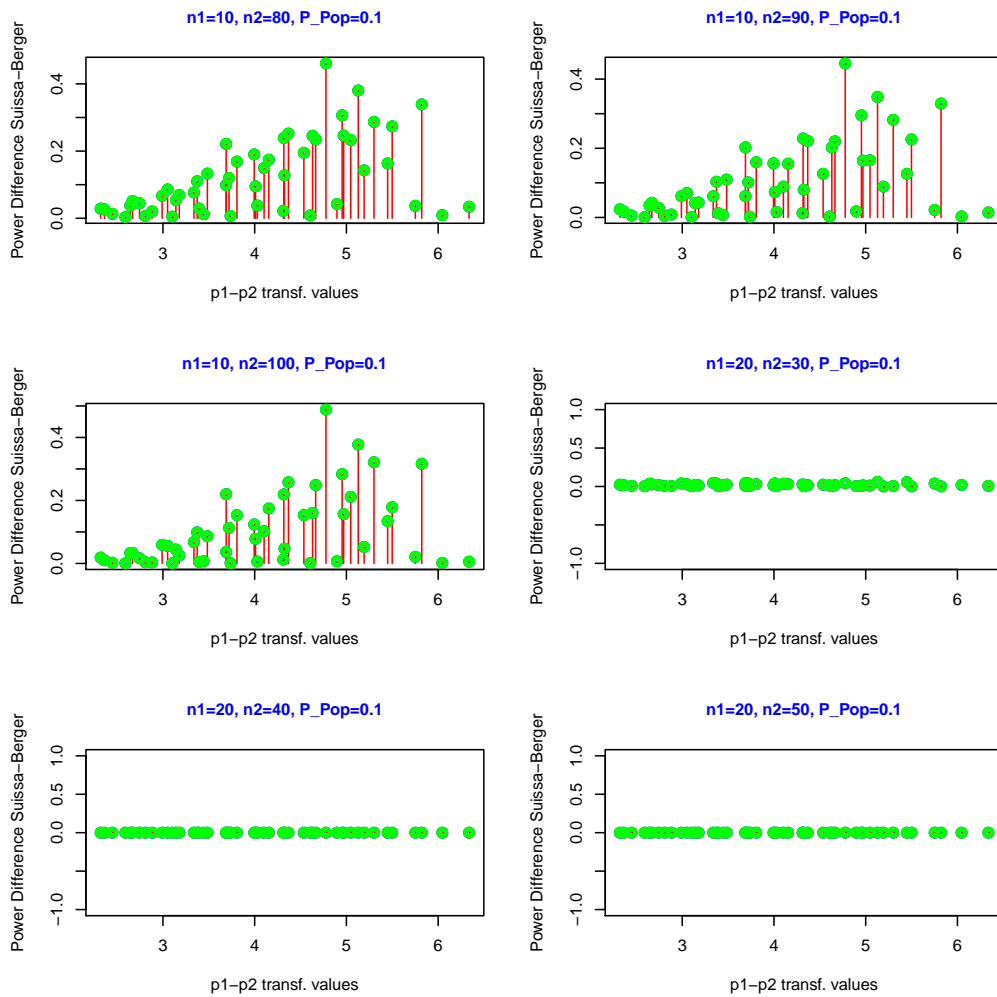 n1=10, n2=80, P_Pop=0.1
Power Difference Suissa−Berger
0.0 0.2 0.4
3 4 5 6
p1−p2 transf. values
n1=10, n2=90, P_Pop=0.1
Power Difference Suissa−Berger
0.0 0.2 0.4
3 4 5 6
p1−p2 transf. values
n1=10, n2=100, P_Pop=0.1
Power Difference Suissa−Berger
0.0 0.2 0.4
3 4 5 6
p1−p2 transf. values
n1=20, n2=30, P_Pop=0.1
Power Difference Suissa−Berger
−1.0 0.0 0.5 1.0
3 4 5 6
p1−p2 transf. values
n1=20, n2=40, P_Pop=0.1
Power Difference Suissa−Berger
−1.0 0.0 0.5 1.0
3 4 5 6
p1−p2 transf. values
n1=20, n2=50, P_Pop=0.1
Power Difference Suissa−Berger
−1.0 0.0 0.5 1.0
3 4 5 6
p1−p2 transf. values